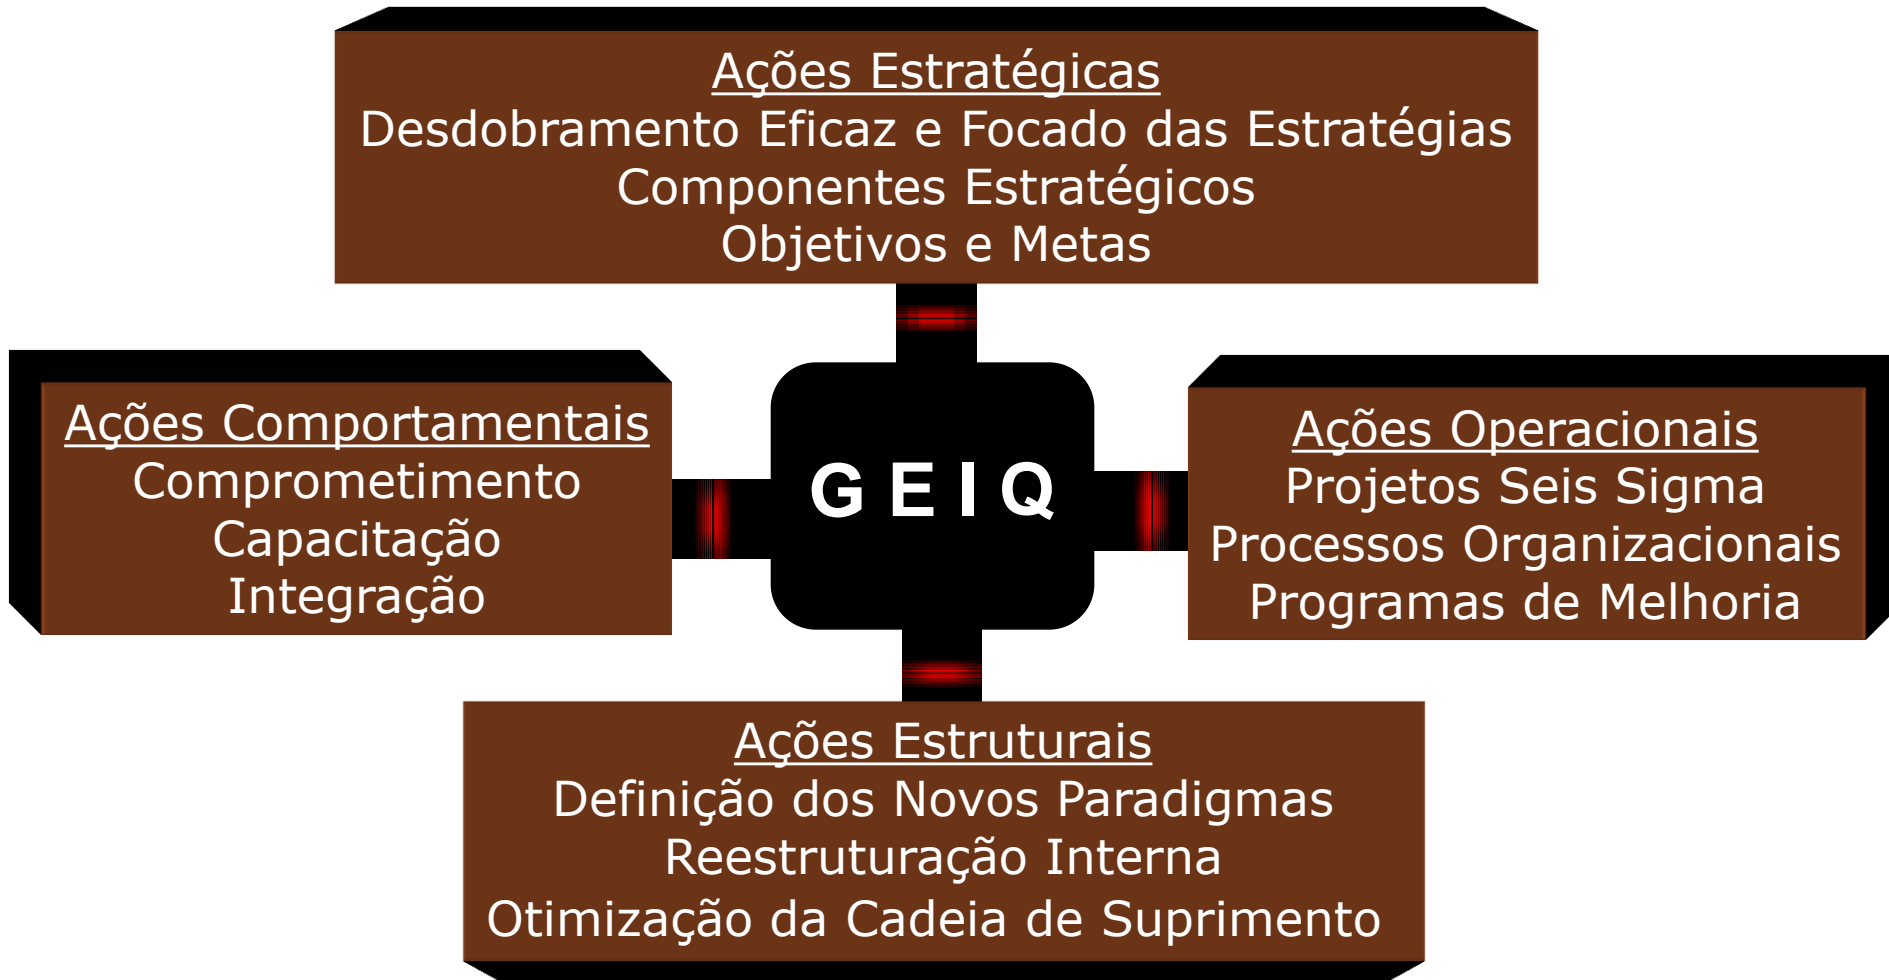 Ações Estratégicas
Desdobramento Eficaz e Focado das Estratégias
Componentes Estratégicos
Objetivos e Metas
Ações Comportamentais
Comprometimento
Capacitação
Integração
G E I Q
Ações Operacionais
Projetos Seis Sigma
Processos Organizacionais
Programas de Melhoria
Ações Estruturais
Definição dos Novos Paradigmas
Reestruturação Interna
Otimização da Cadeia de Suprimento